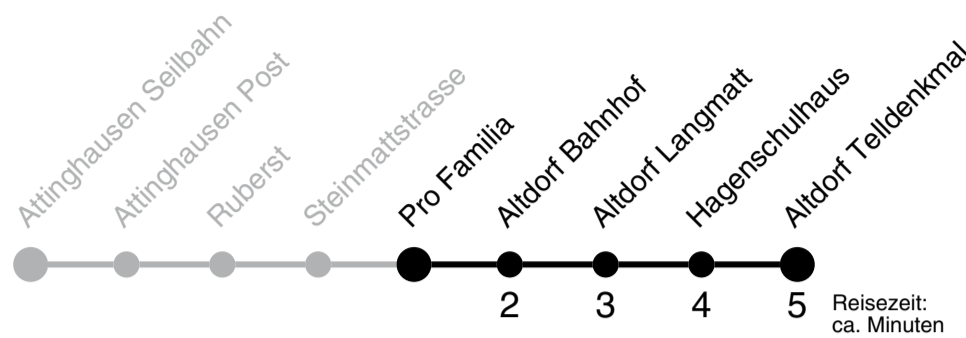 Attinghausen Seilbahn
Attinghausen Post
Ruberst
Steinmattstrasse
Pro Familia
Altdorf Bahnhof
Altdorf Langmatt
Hagenschulhaus
Altdorf Telldenkmal
2 3 4 5
Reisezeit:
ca. Minuten